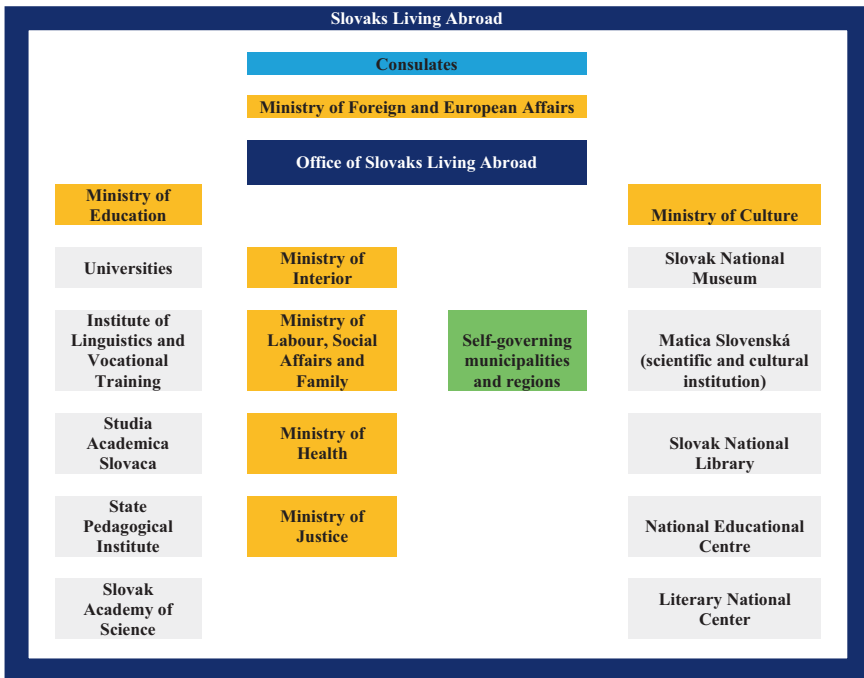 Slovaks Living Abroad
Consulates
Ministry of Foreign and European Affairs
Office of Slovaks Living Abroad
Ministry of
Education
Ministry of Culture
Universities
Ministry of
Interior
Slovak National
Museum
Institute of
Linguistics and
Vocational
Training
Ministry of
Labour, Social
Affairs and
Family
Self-governing
municipalities
and regions
Matica Slovenská
(scientific and cultural
institution)
Studia
Academica
Slovaca
Ministry of
Health
Slovak National
Library
State
Pedagogical
Institute
Ministry of
Justice
National Educational
Centre
Slovak
Academy of
Science
Literary National
Center